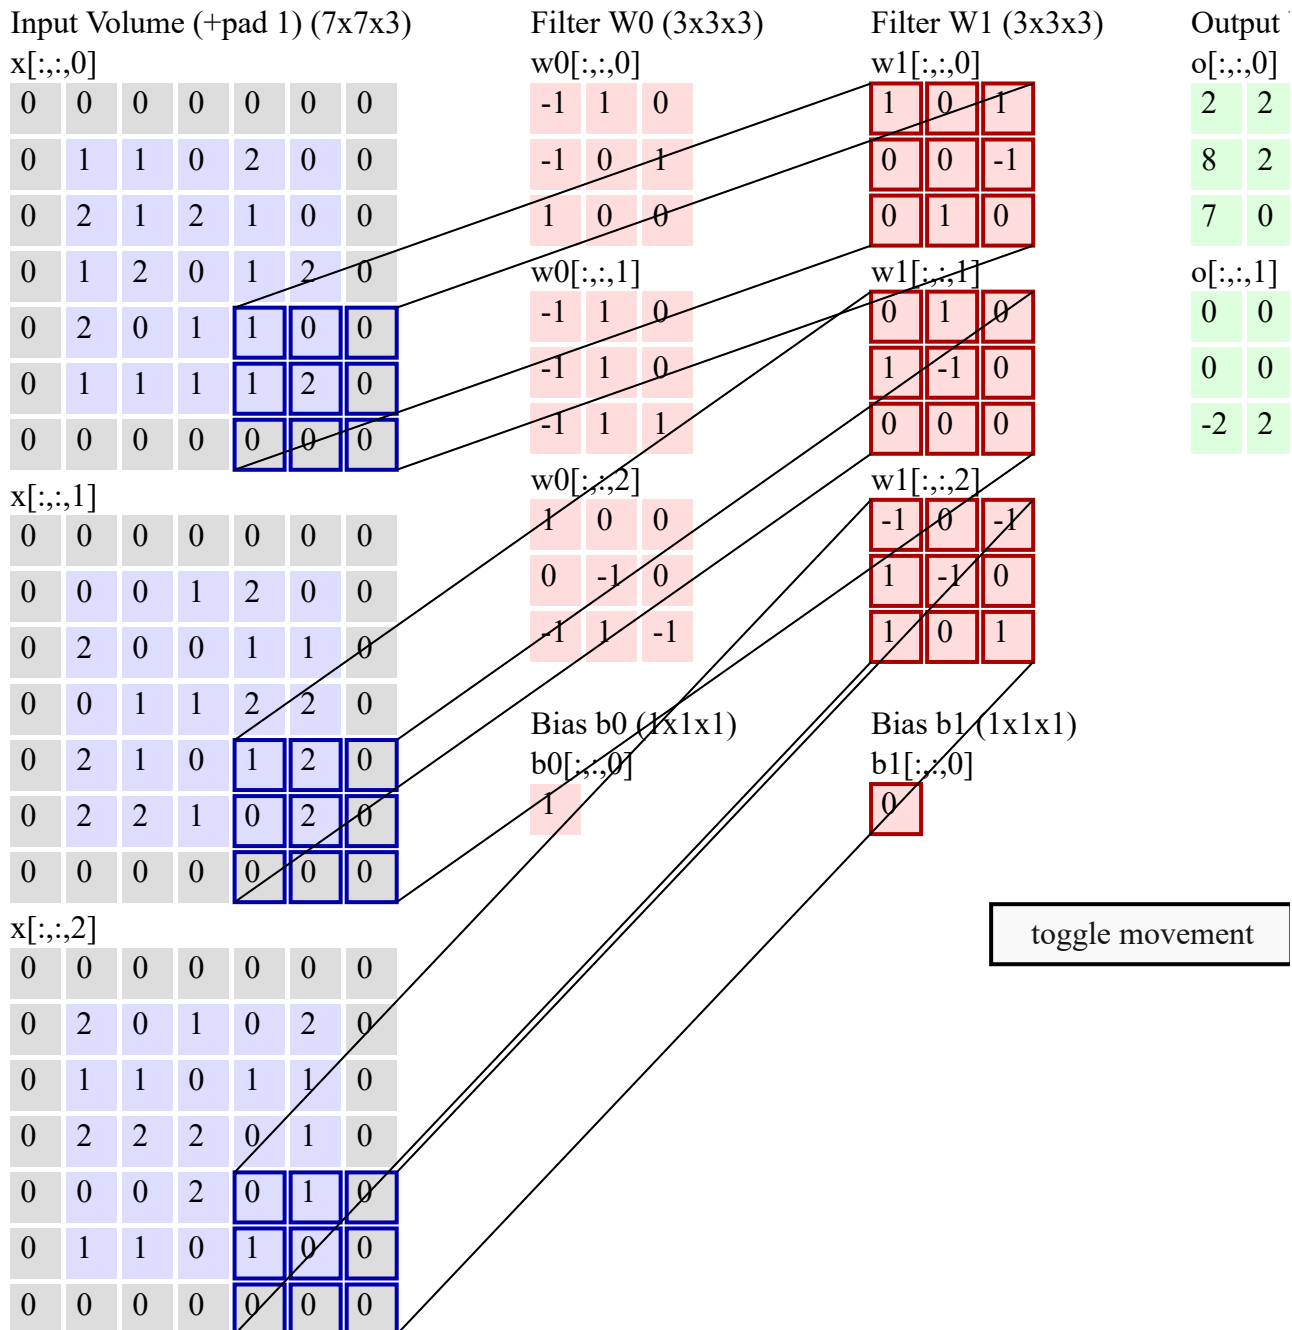 Input Volume (+pad 1) (7x7x3)
x[:,:,0]
0 0 0 0 0 0 0
0 1 1 0 2 0 0
0 2 1 2 1 0 0
0 1 2 0 1 2 0
0 2 0 1 1 0 0
0 1 1 1 1 2 0
0 0 0 0 0 0 0
x[:,:,1]
0 0 0 0 0 0 0
0 0 0 1 2 0 0
0 2 0 0 1 1 0
0 0 1 1 2 2 0
0 2 1 0 1 2 0
0 2 2 1 0 2 0
0 0 0 0 0 0 0
x[:,:,2]
0 0 0 0 0 0 0
0 2 0 1 0 2 0
0 1 1 0 1 1 0
0 2 2 2 0 1 0
0 0 0 2 0 1 0
0 1 1 0 1 0 0
0 0 0 0 0 0 0
Filter W0 (3x3x3)
w0[:,:,0]
-1 1 0
-1 0 1
1 0 0
w0[:,:,1]
-1 1 0
-1 1 0
-1 1 1
w0[:,:,2]
1 0 0
0 -1 0
-1 1 -1
Bias b0 (1x1x1)
b0[:,:,0]
1
Filter W1 (3x3x3)
w1[:,:,0]
1 0 1
0 0 -1
0 1 0
w1[:,:,1]
0 1 0
1 -1 0
0 0 0
w1[:,:,2]
-1 0 -1
1 -1 0
1 0 1
Bias b1 (1x1x1)
b1[:,:,0]
0
Output
o[:,:,0]
2 2
8 2
7 0
o[:,:,1]
0 0
0 0
-2 2
toggle movement